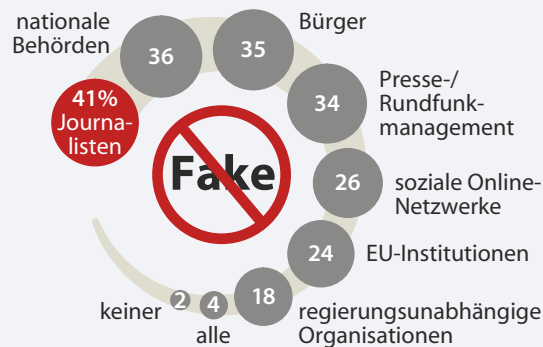 nationale
Behörden
36
35
Bürger
41%
Journa-
listen
34
Presse-/
Rundfunk-
management
Fake
26
soziale Online-
Netzwerke
24
EU-Institutionen
18
regierungsunabhängige
Organisationen
4
alle
2
keiner